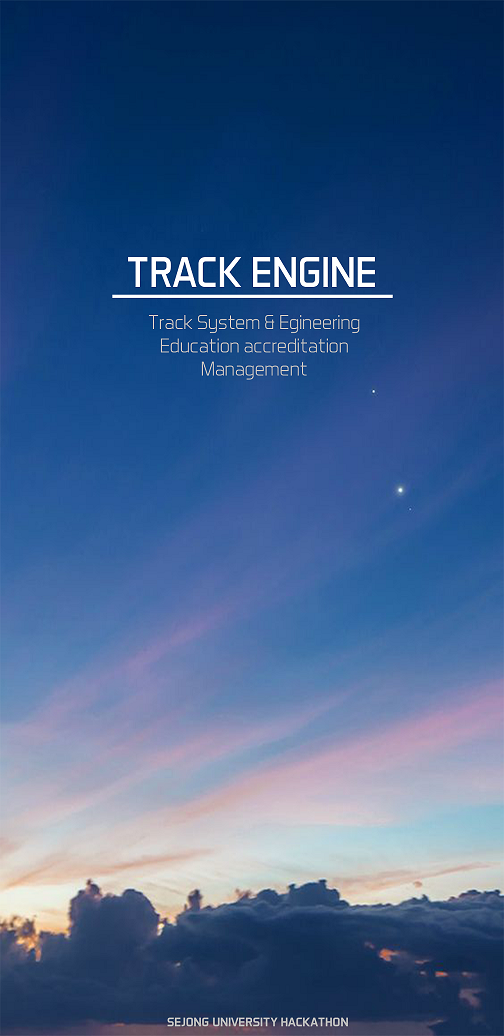 TRACK ENGINE
Track System & Egineering
Education accreditation
Management
SEJONG UNIVERSITY HACKATHON